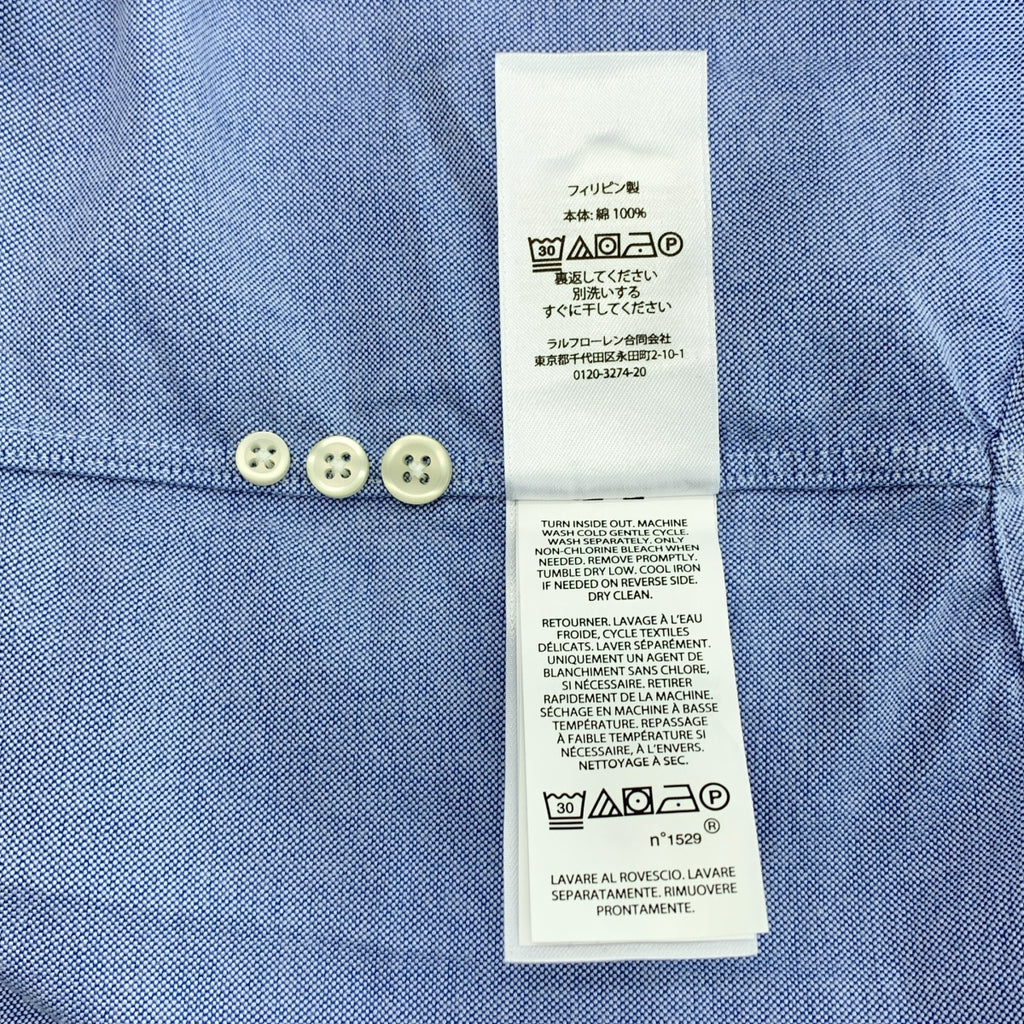 フィリピン製
本体: 綿 100%
30 P
裏返してください
別洗いする
すぐに干してください
ラルフローレン合同会社
東京都千代田区永田町2-10-1
0120-3274-20
TURN INSIDE OUT. MACHINE
WASH COLD GENTLE CYCLE.
WASH SEPARATELY. ONLY
NON-CHLORINE BLEACH WHEN
NEEDED. REMOVE PROMPTLY.
TUMBLE DRY LOW. COOL IRON
IF NEEDED ON REVERSE SIDE.
DRY CLEAN.
RETOURNER. LAVAGE À L'EAU
FROIDE, CYCLE TEXTILES
DÉLICATS. LAVER SÉPARÉMENT.
UNIQUEMENT UN AGENT DE
BLANCHIMENT SANS CHLORE,
SI NÉCESSAIRE. RETIRER
RAPIDEMENT DE LA MACHINE.
SÉCHAGE EN MACHINE À BASSE
TEMPÉRATURE. REPASSAGE
À FAIBLE TEMPÉRATURE SI
NÉCESSAIRE, À L'ENVERS.
NETTOYAGE À SEC.
30 P
n°1529 ®
LAVARE AL ROVESCIO. LAVARE
SEPARATAMENTE. RIMUOVERE
PRONTAMENTE.